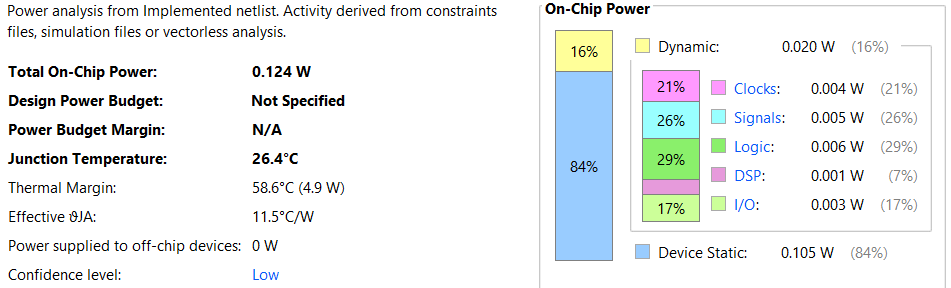 Power analysis from Implemented netlist. Activity derived from constraints
files, simulation files or vectorless analysis.
Total On-Chip Power: 0.124 W
Design Power Budget: Not Specified
Power Budget Margin: N/A
Junction Temperature: 26.4°C
Thermal Margin: 58.6°C (4.9 W)
Effective ϑJA: 11.5°C/W
Power supplied to off-chip devices: 0 W
Confidence level: Low
On-Chip Power
16% Dynamic: 0.020 W (16%)
21% Clocks: 0.004 W (21%)
26% Signals: 0.005 W (26%)
29% Logic: 0.006 W (29%)
84%
DSP: 0.001 W (7%)
17% I/O: 0.003 W (17%)
Device Static: 0.105 W (84%)